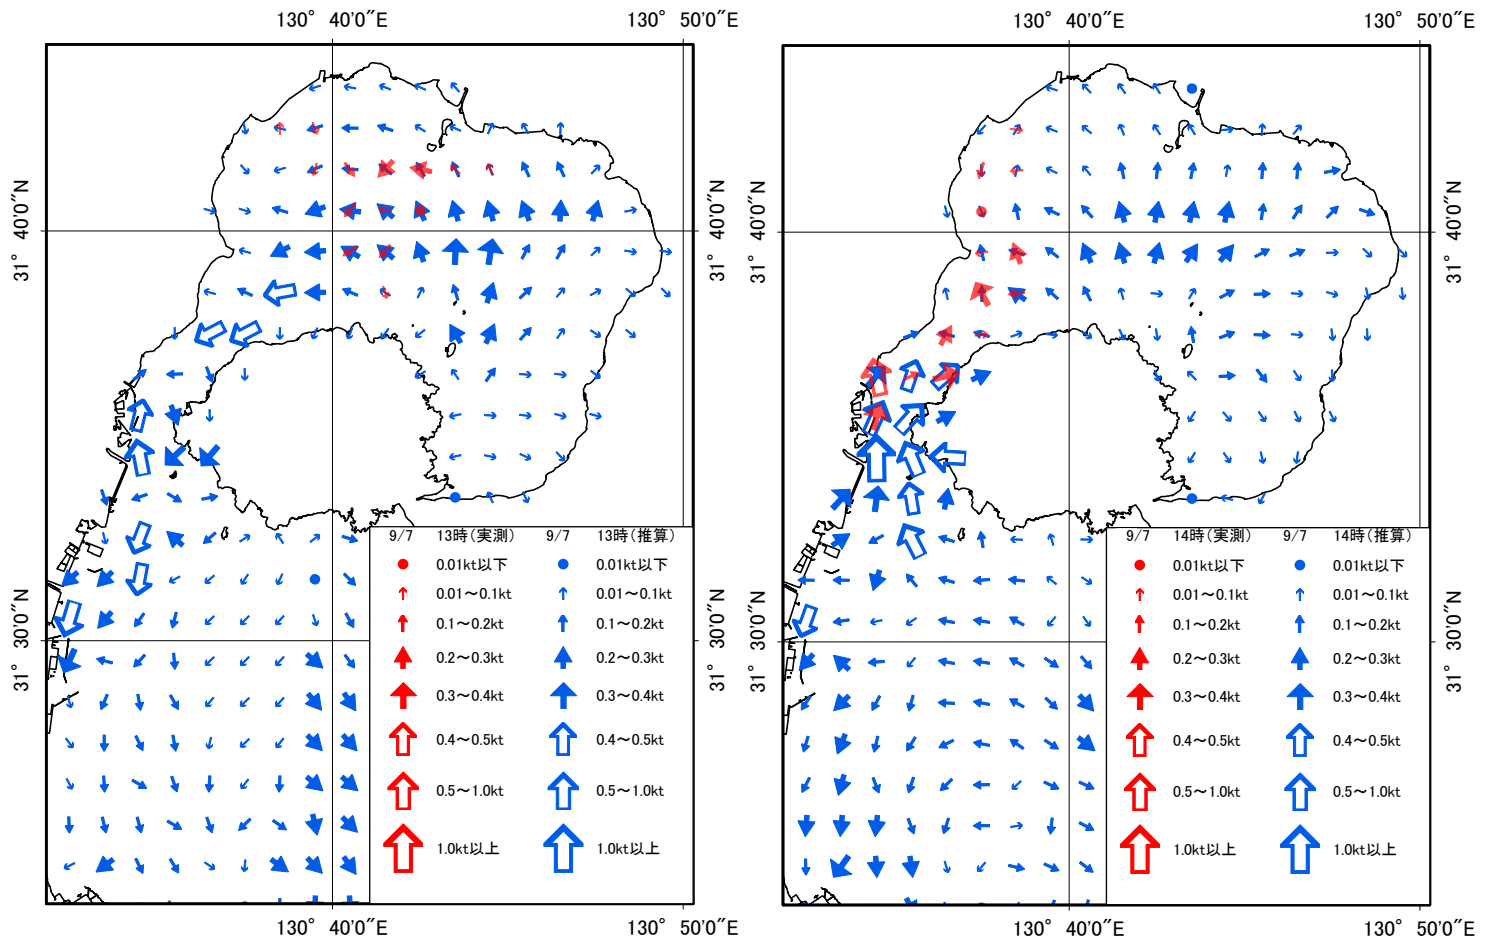 130° 40'0"E
130° 50'0"E
130° 40'0"E
130° 50'0"E
31° 40'0"N
31° 40'0"N
31° 40'0"N
31° 40'0"N
31° 30'0"N
31° 30'0"N
31° 30'0"N
31° 30'0"N
9/7 13時(実測) 9/7 13時(推算)
0.01kt以下 0.01kt以下
0.01～0.1kt 0.01～0.1kt
0.1～0.2kt 0.1～0.2kt
0.2～0.3kt 0.2～0.3kt
0.3～0.4kt 0.3～0.4kt
0.4～0.5kt 0.4～0.5kt
0.5～1.0kt 0.5～1.0kt
1.0kt以上 1.0kt以上
9/7 14時(実測) 9/7 14時(推算)
0.01kt以下 0.01kt以下
0.01～0.1kt 0.01～0.1kt
0.1～0.2kt 0.1～0.2kt
0.2～0.3kt 0.2～0.3kt
0.3～0.4kt 0.3～0.4kt
0.4～0.5kt 0.4～0.5kt
0.5～1.0kt 0.5～1.0kt
1.0kt以上 1.0kt以上
130° 40'0"E
130° 50'0"E
130° 40'0"E
130° 50'0"E